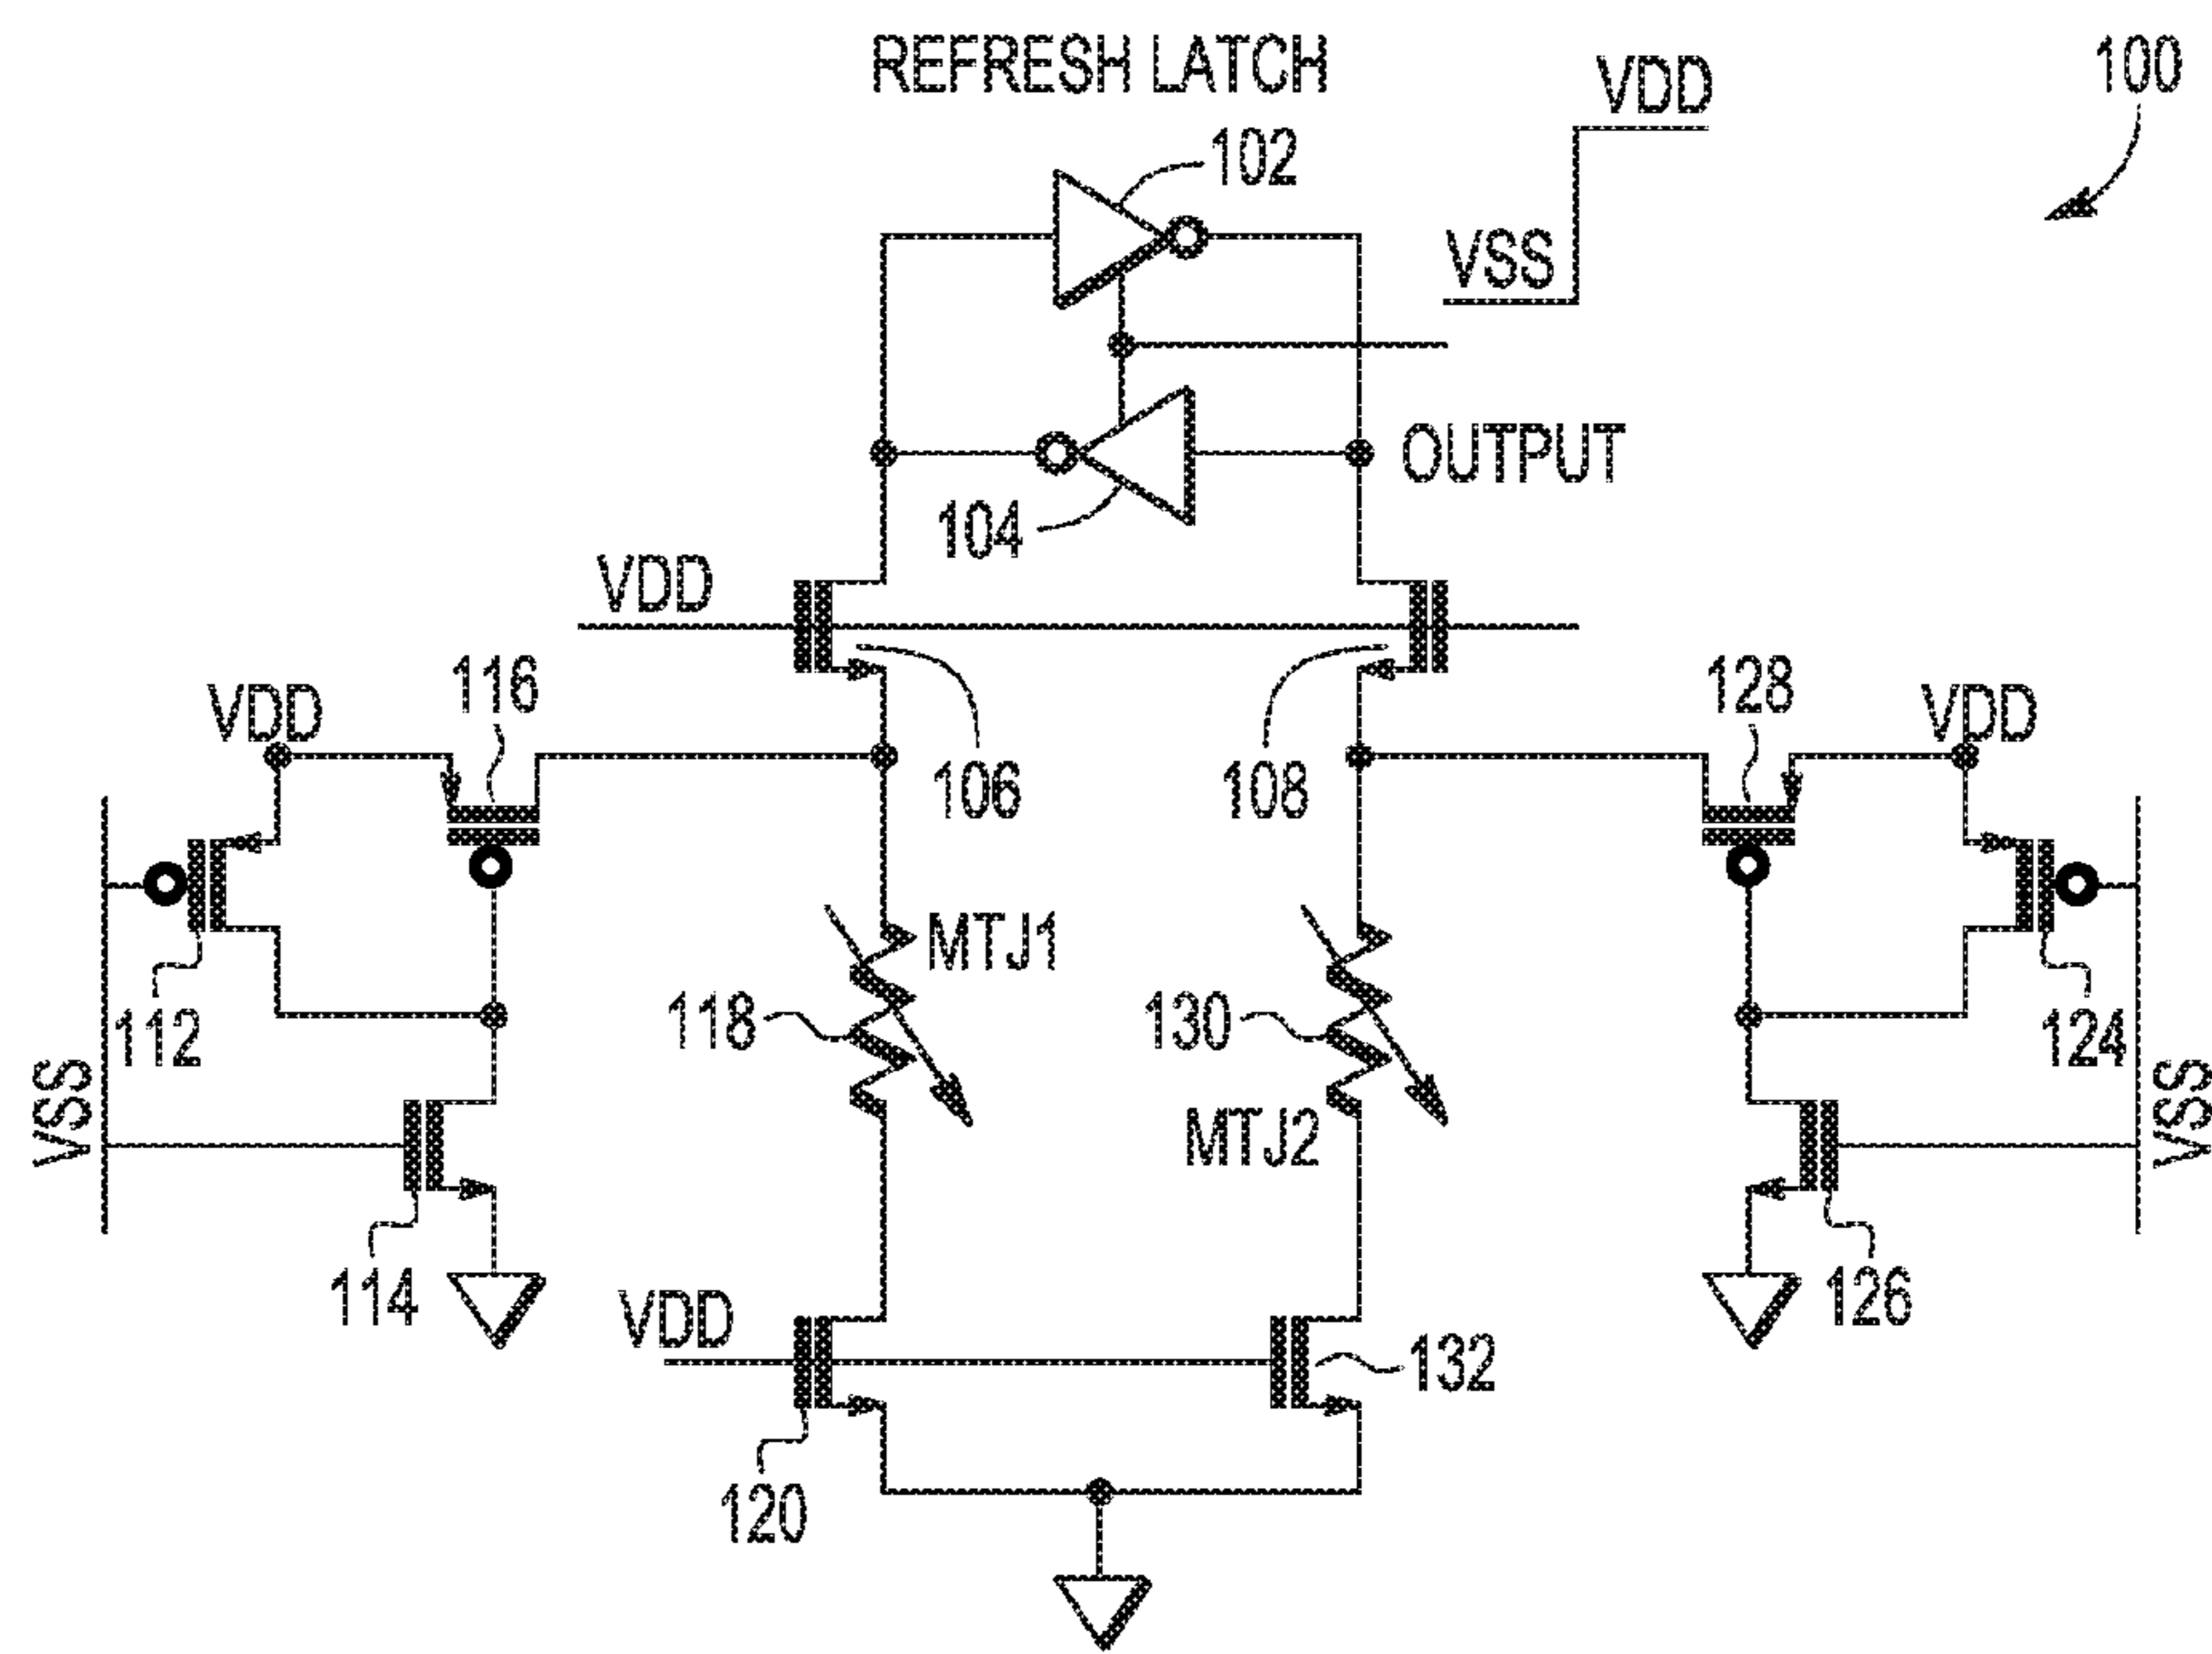 REFRESH LATCH
VDD
100
102
VSS
OUTPUT
104
VDD
116
128
VDD
VDD
106
108
MTJ1
118
130
112
124
VSS
VSS
MTJ2
114
126
VDD
132
120